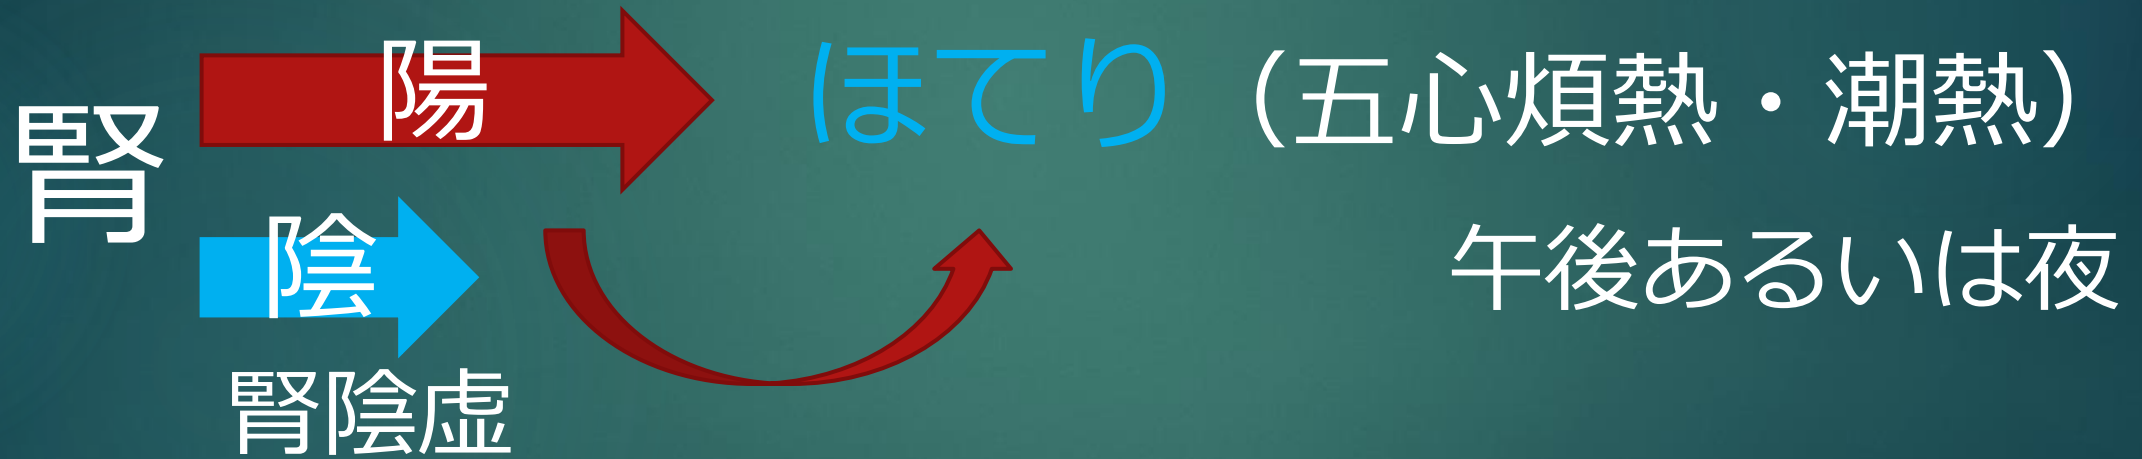 腎
陽
ほてり（五心煩熱・潮熱）
陰
午後あるいは夜
腎陰虚